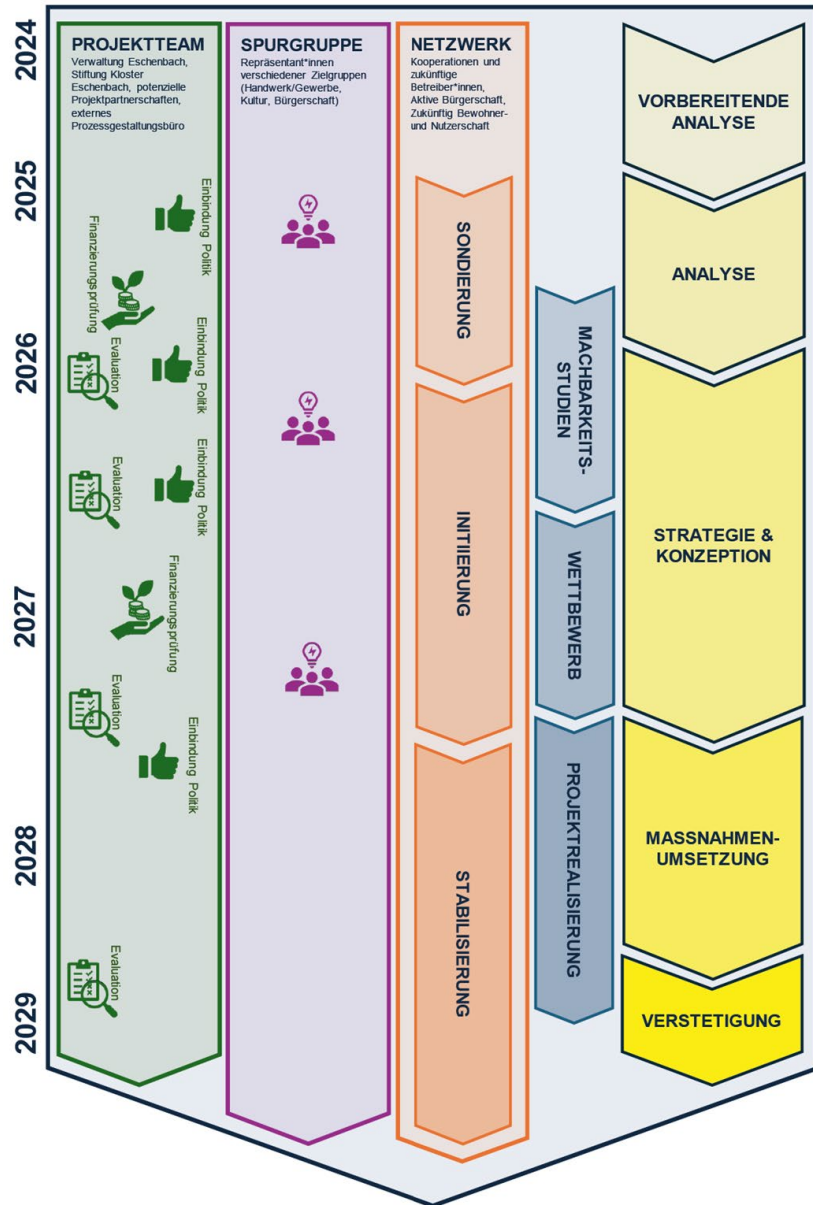 2024
2025
2026
2027
2028
2029
PROJEKTTEAM
Verwaltung Eschenbach,
Stiftung Kloster
Eschenbach, potenzielle
Projektpartnerschaften,
externes
Prozessgestaltungsbüro
Einbindung Politik
Finanzierungsprüfung
Einbindung Politik
Evaluation
Einbindung Politik
Evaluation
Finanzierungsprüfung
Evaluation
Einbindung Politik
Evaluation
SPURGRUPPE
Repräsentant*innen
verschiedener Zielgruppen
(Handwerk/Gewerbe,
Kultur, Bürgerschaft)
NETZWERK
Kooperationen und
zukünftige
Betreiber*innen,
Aktive Bürgerschaft,
Zukünftig Bewohner-
und Nutzerschaft
SONDIERUNG
INITIIERUNG
STABILISIERUNG
MACHBARKEITS-
STUDIEN
WETTBEWERB
PROJEKTREALISIERUNG
VORBEREITENDE
ANALYSE
ANALYSE
STRATEGIE &
KONZEPTION
MASSNAHMEN-
UMSETZUNG
VERSTETIGUNG